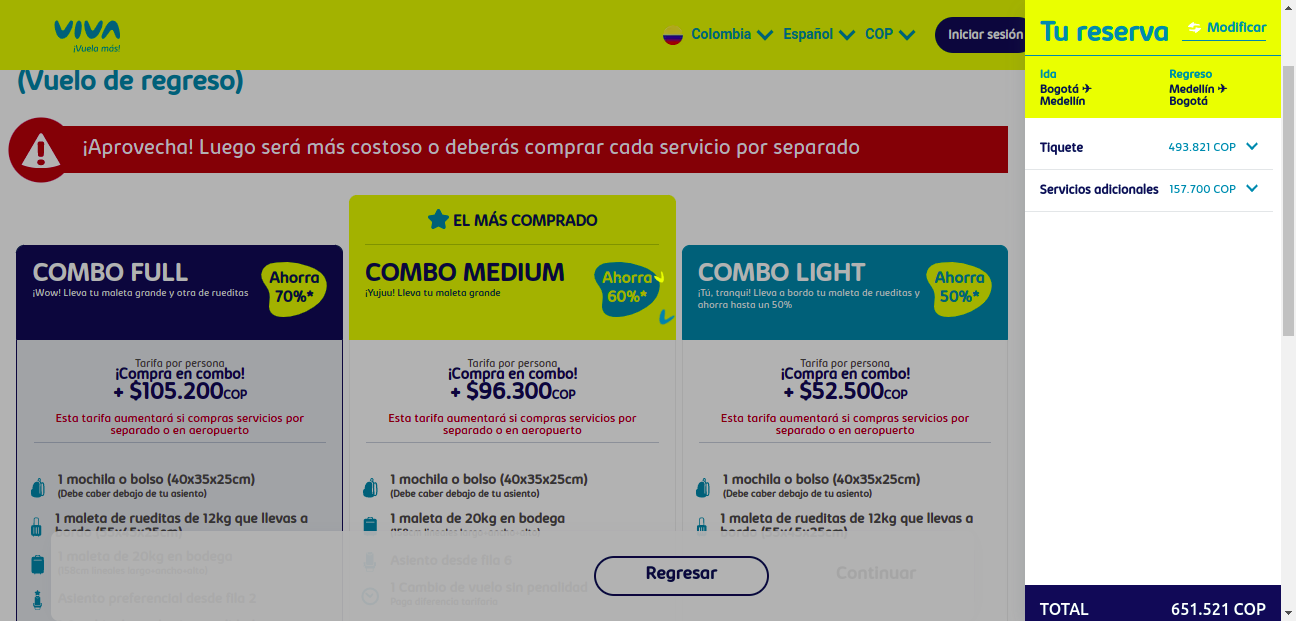 VIVA
¡Vuela más!
Colombia
Español
COP
Iniciar sesión
(Vuelo de regreso)
¡Aprovecha! Luego será más costoso o deberás comprar cada servicio por separado
COMBO FULL
¡Wow! Lleva tu maleta grande y otra de rueditas
Ahorra
70%*
Tarifa por persona
¡Compra en combo!
+ $105.200COP
Esta tarifa aumentará si compras servicios por
separado o en aeropuerto
1 mochila o bolso (40x35x25cm)
(Debe caber debajo de tu asiento)
1 maleta de rueditas de 12kg que llevas a
bordo (55x45x25cm)
1 maleta de 20kg en bodega
Asiento preferencial desde fila 2
EL MÁS COMPRADO
COMBO MEDIUM
¡Yujuu! Lleva tu maleta grande
Ahorra
60%*
Tarifa por persona
¡Compra en combo!
+ $96.300COP
Esta tarifa aumentará si compras servicios por
separado o en aeropuerto
1 mochila o bolso (40x35x25cm)
(Debe caber debajo de tu asiento)
1 maleta de 20kg en bodega
Asiento desde fila 6
1 Cambio de vuelo sin penalidad
Paga diferencia tarifaria
COMBO LIGHT
¡Tú, tranqui! Lleva a bordo tu maleta de rueditas y
ahorra hasta un 50%
Ahorra
50%*
Tarifa por persona
¡Compra en combo!
+ $52.500COP
Esta tarifa aumentará si compras servicios por
separado o en aeropuerto
1 mochila o bolso (40x35x25cm)
(Debe caber debajo de tu asiento)
1 maleta de rueditas de 12kg que llevas a
bordo (55x45x25cm)
Regresar
Continuar
Tu reserva
Modificar
Ida
Bogotá ✈
Medellín
Regreso
Medellín ✈
Bogotá
Tiquete
493.821 COP
Servicios adicionales
157.700 COP
TOTAL
651.521 COP